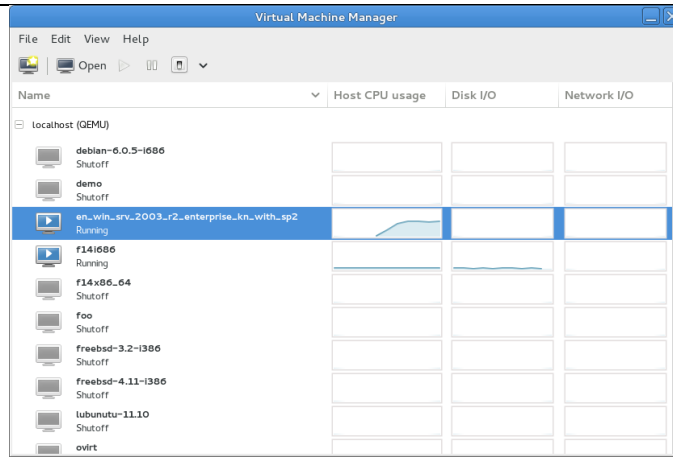 Virtual Machine Manager
File Edit View Help
Open
Name Host CPU usage Disk I/O Network I/O
localhost (QEMU)
debian-6.0.5-i686
Shutoff
demo
Shutoff
en_win_srv_2003_r2_enterprise_kn_with_sp2
Running
f14i686
Running
f14x86_64
Shutoff
foo
Shutoff
freebsd-3.2-i386
Shutoff
freebsd-4.11-i386
Shutoff
lubunutu-11.10
Shutoff
ovirt